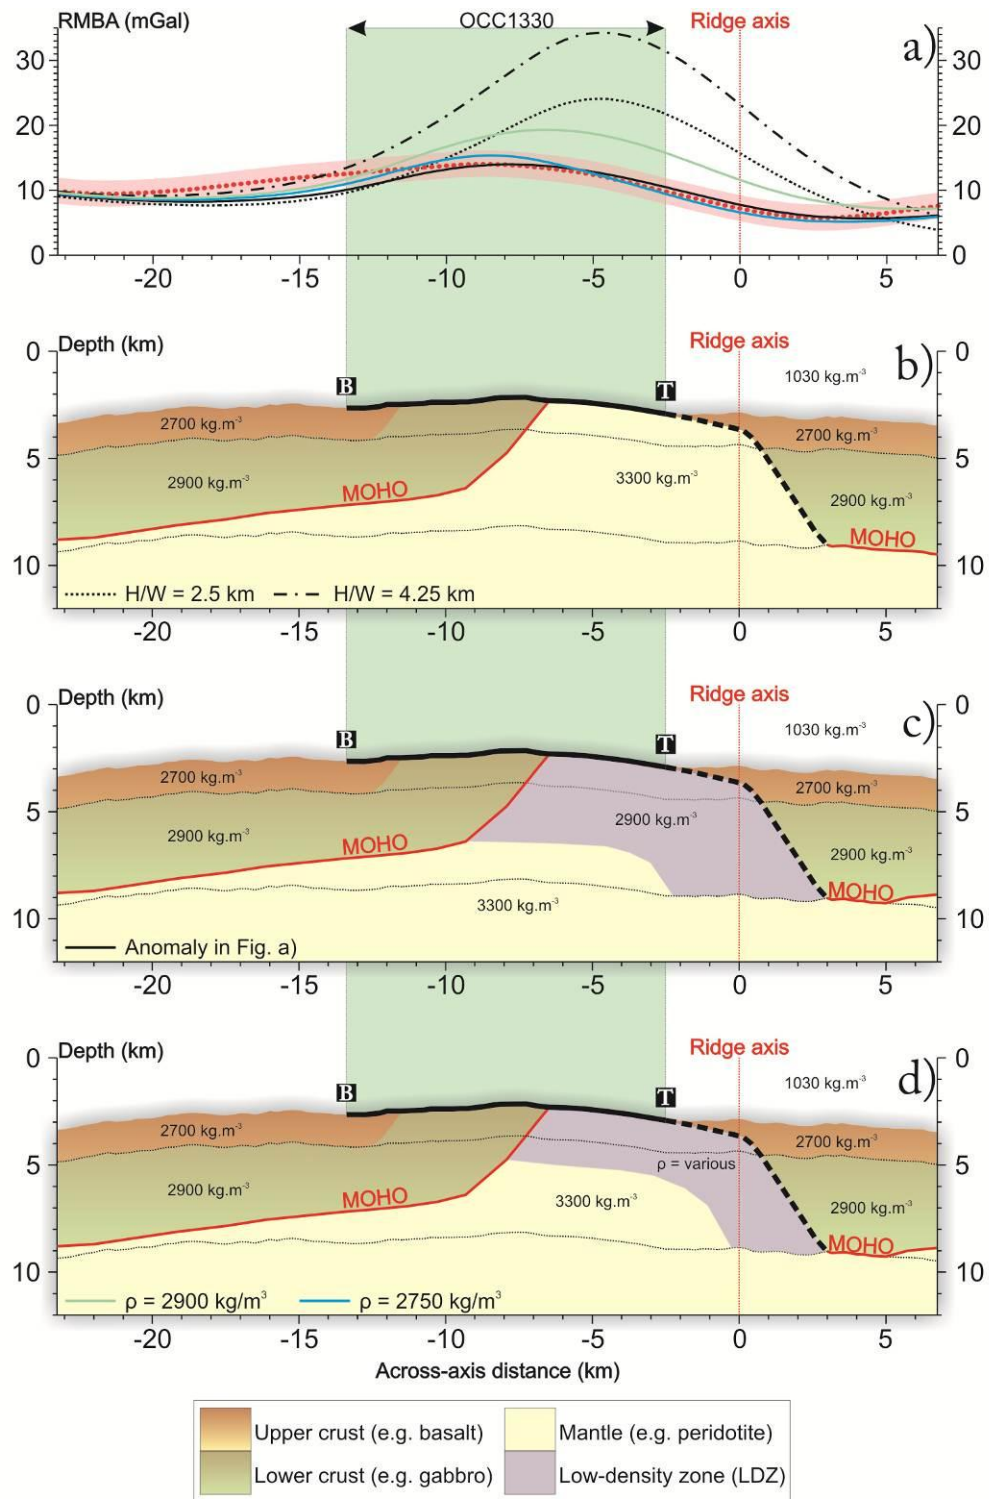 RMBA (mGal)
OCC1330
Ridge axis
a)
30
30
20
20
10
10
0
0
-20
-15
-10
-5
0
5
Depth (km)
Ridge axis
b)
0
0
1030 kg.m-3
B
T
2700 kg.m-3
2700 kg.m-3
5
5
2900 kg.m-3
3300 kg.m-3
2900 kg.m-3
MOHO
MOHO
10
10
H/W = 2.5 km
H/W = 4.25 km
-20
-15
-10
-5
0
5
Depth (km)
Ridge axis
c)
0
0
1030 kg.m-3
B
T
2700 kg.m-3
2700 kg.m-3
5
5
2900 kg.m-3
2900 kg.m-3
2900 kg.m-3
MOHO
MOHO
3300 kg.m-3
10
10
Anomaly in Fig. a)
-20
-15
-10
-5
0
5
Depth (km)
Ridge axis
d)
0
0
1030 kg.m-3
B
T
2700 kg.m-3
2700 kg.m-3
5
5
ρ = various
2900 kg.m-3
3300 kg.m-3
2900 kg.m-3
MOHO
MOHO
10
10
ρ = 2900 kg/m3
ρ = 2750 kg/m3
-20
-15
-10
-5
0
5
Across-axis distance (km)
Upper crust (e.g. basalt)
Mantle (e.g. peridotite)
Lower crust (e.g. gabbro)
Low-density zone (LDZ)